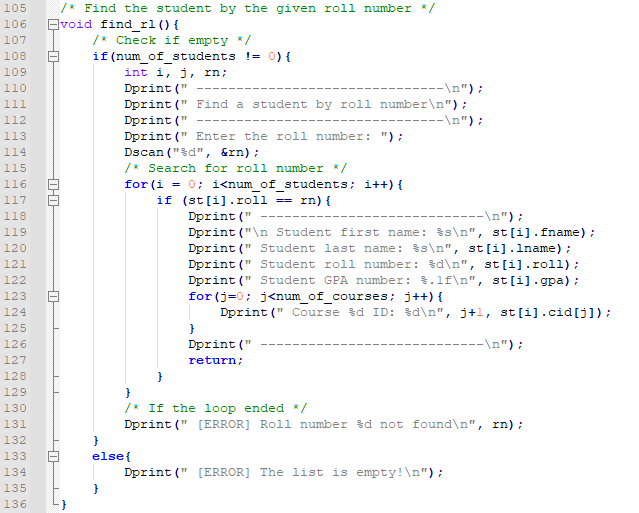 105 /* Find the student by the given roll number */
106 void find_rl(){
107     /* Check if empty */
108     if(num_of_students != 0){
109         int i, j, rn;
110         Dprint(" -------------------------------\n");
111         Dprint(" Find a student by roll number\n");
112         Dprint(" -------------------------------\n");
113         Dprint(" Enter the roll number: ");
114         Dscan("%d", &rn);
115         /* Search for roll number */
116         for(i = 0; i<num_of_students; i++){
117             if (st[i].roll == rn){
118                 Dprint(" ----------------------------\n");
119                 Dprint("\n Student first name: %s\n", st[i].fname);
120                 Dprint(" Student last name: %s\n", st[i].lname);
121                 Dprint(" Student roll number: %d\n", st[i].roll);
122                 Dprint(" Student GPA number: %.1f\n", st[i].gpa);
123                 for(j=0; j<num_of_courses; j++){
124                     Dprint(" Course %d ID: %d\n", j+1, st[i].cid[j]);
125                 }
126                 Dprint(" ----------------------------\n");
127                 return;
128             }
129         }
130         /* If the loop ended */
131         Dprint(" [ERROR] Roll number %d not found\n", rn);
132     }
133     else{
134         Dprint(" [ERROR] The list is empty!\n");
135     }
136 }